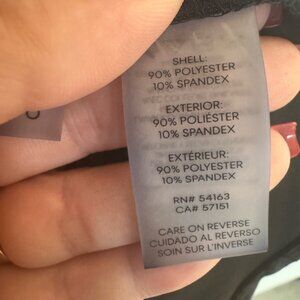 SHELL:
90% POLYESTER
10% SPANDEX
EXTERIOR:
90% POLIÉSTER
10% SPANDEX
EXTÉRIEUR:
90% POLYESTER
10% SPANDEX
RN# 54163
CA# 57151
CARE ON REVERSE
CUIDADO AL REVERSO
SOIN SUR L'INVERSE